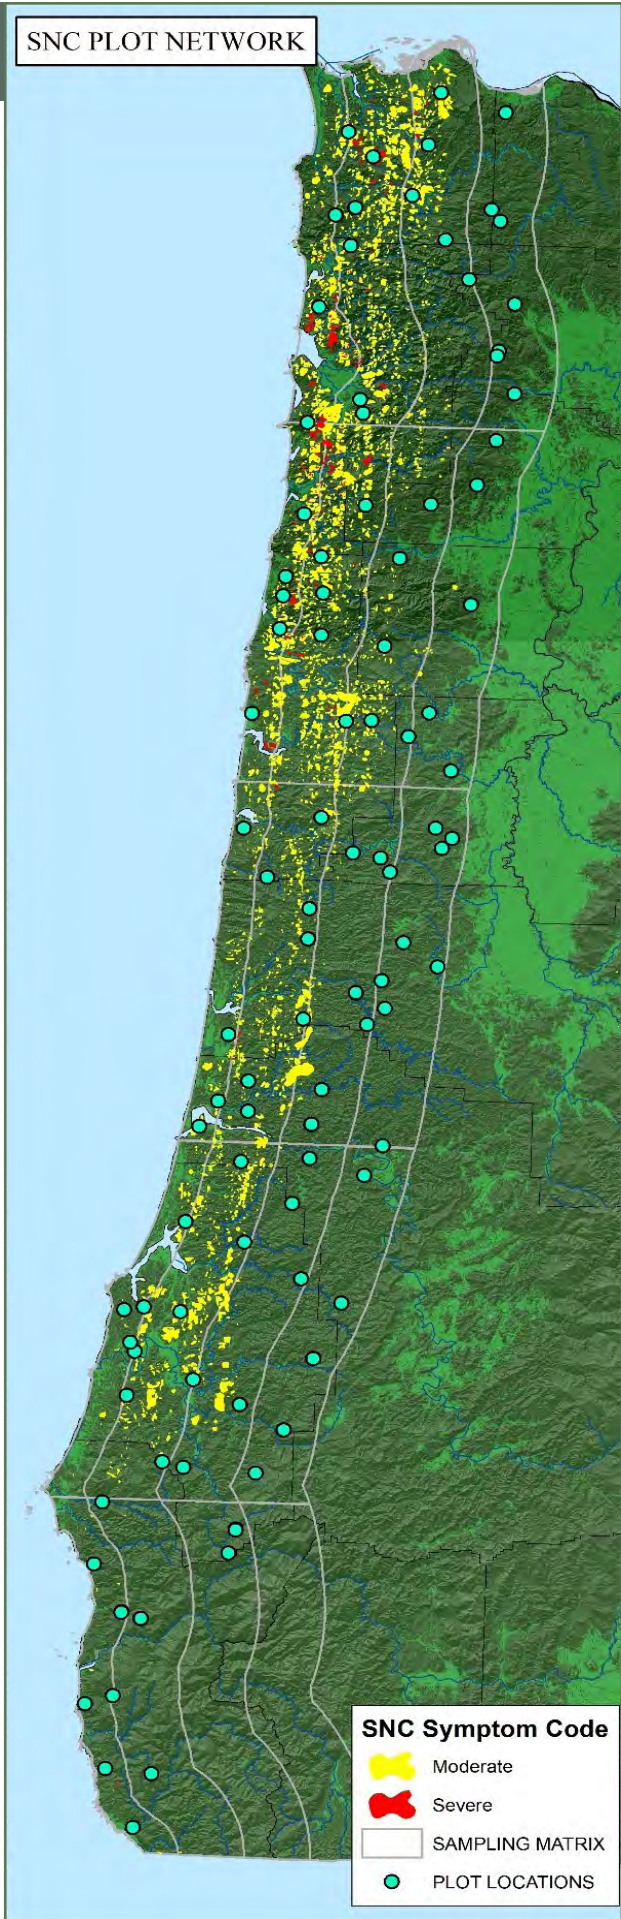 SNC PLOT NETWORK
SNC Symptom Code
Moderate
Severe
SAMPLING MATRIX
PLOT LOCATIONS